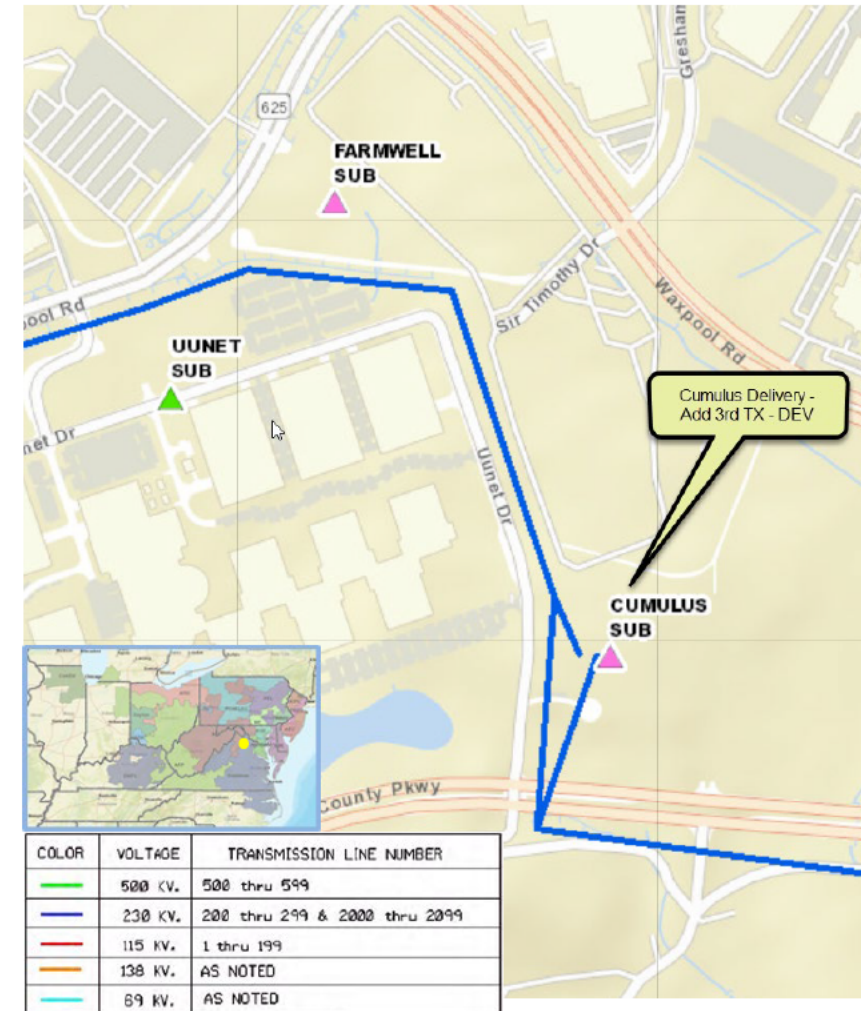 Gresham
625
FARMWELL
SUB
Sir Timothy Dr
Waxpool Rd
pool Rd
UUNET
SUB
Cumulus Delivery -
Add 3rd TX - DEV
net Dr
Uunet Dr
CUMULUS
SUB
County Pkwy
COLOR VOLTAGE TRANSMISSION LINE NUMBER
500 KV. 500 thru 599
230 KV. 200 thru 299 & 2000 thru 2099
115 KV. 1 thru 199
138 KV. AS NOTED
69 KV. AS NOTED